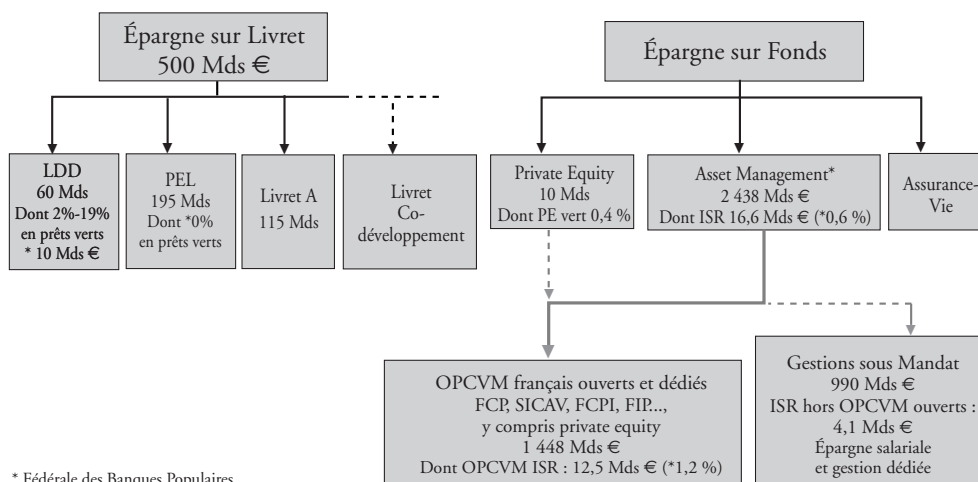 Épargne sur Livret
500 Mds €
Épargne sur Fonds
LDD
60 Mds
Dont 2%-19%
en prêts verts
* 10 Mds €
PEL
195 Mds
Dont *0%
en prêts verts
Livret A
115 Mds
Livret
Co-
développement
Private Equity
10 Mds
Dont PE vert 0,4 %
Asset Management*
2 438 Mds €
Dont ISR 16,6 Mds € (*0,6 %)
Assurance-
Vie
OPCVM français ouverts et dédiés
FCP, SICAV, FCPI, FIP...,
y compris private equity
1 448 Mds €
Dont OPCVM ISR : 12,5 Mds € (*1,2 %)
Gestions sous Mandat
990 Mds €
ISR hors OPCVM ouverts :
4,1 Mds €
Épargne salariale
et gestion dédiée
* Fédérale des Banques Populaires